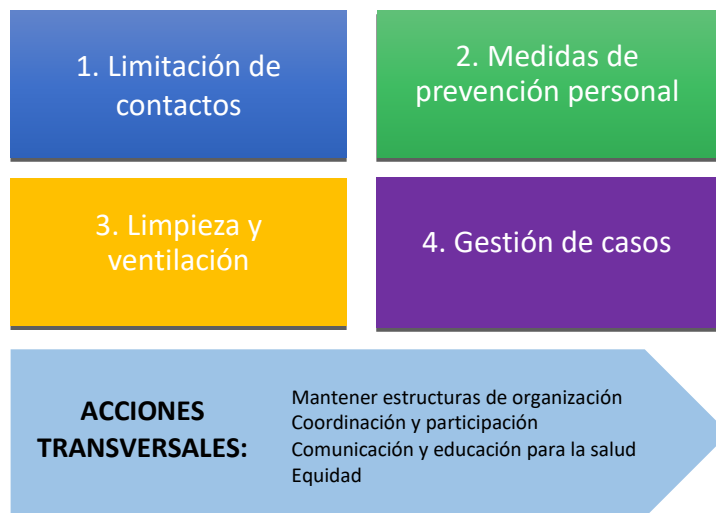 1. Limitación de
contactos
2. Medidas de
prevención personal
3. Limpieza y
ventilación
4. Gestión de casos
ACCIONES
TRANSVERSALES:
Mantener estructuras de organización
Coordinación y participación
Comunicación y educación para la salud
Equidad